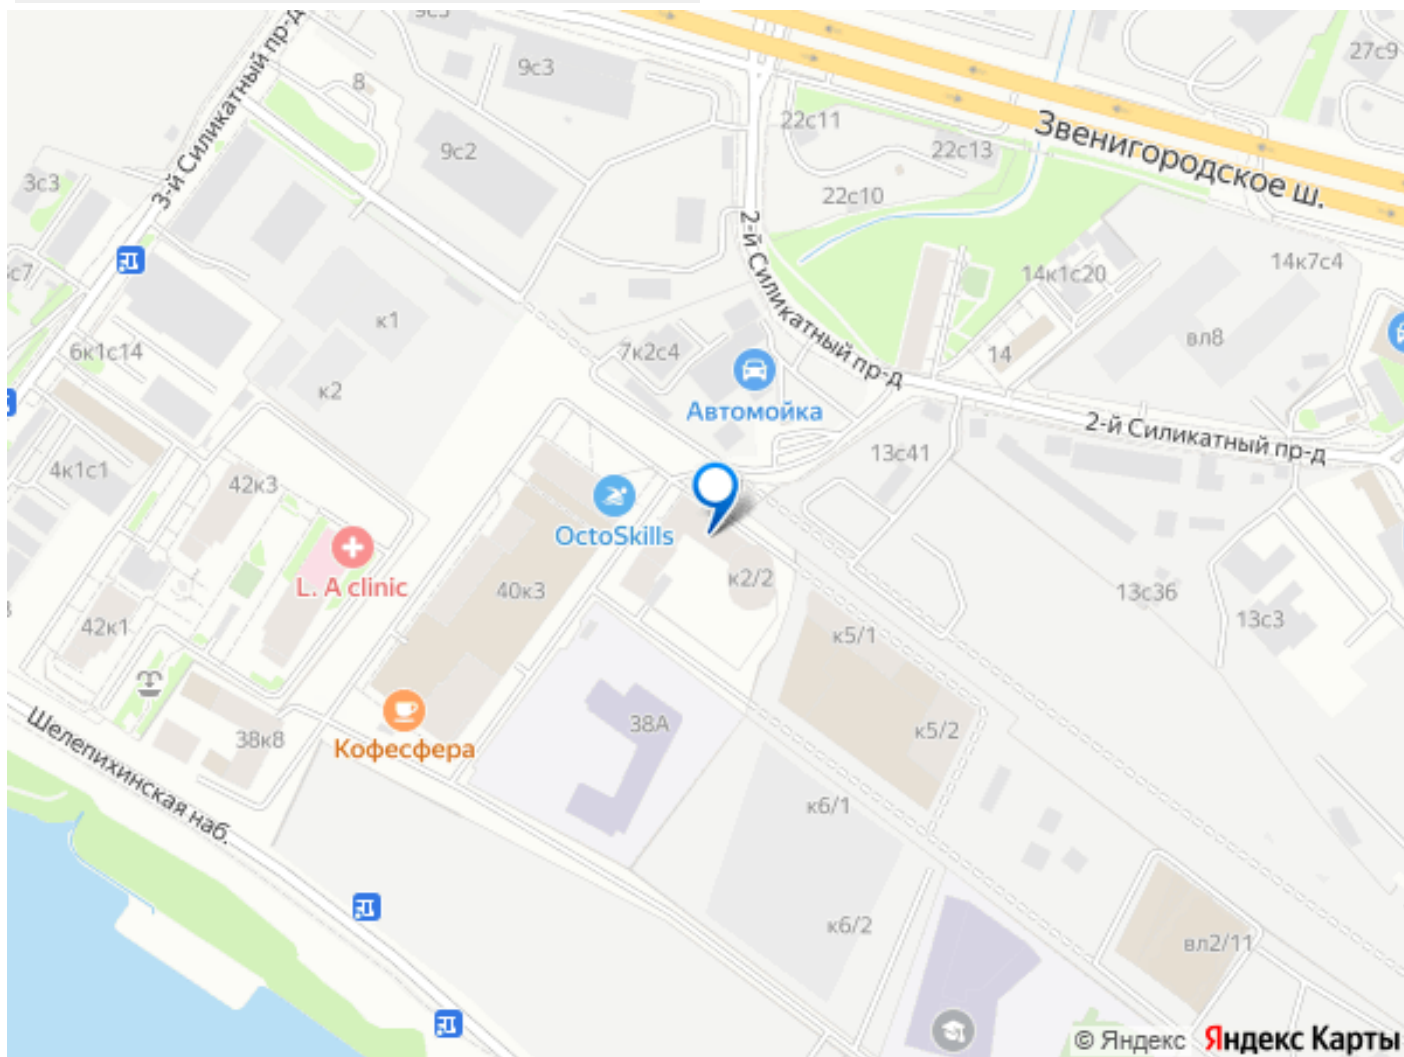 9с3
27с9
8
9с2
3-й Силикатный пр-д
22с11
22с13
Звенигородское ш.
3с3
22с10
2-й Силикатный пр-д
14к1с20
14к7с4
к1
7к2с4
14
вл8
6к1с14
к2
Автомойка
2-й Силикатный пр-д
4к1с1
42к3
13с41
OctoSkills
L. A clinic
40к3
к2/2
13с36
13с3
42к1
к5/1
38А
к5/2
38к8
Кофесфера
Шелепихинская наб.
к6/1
к6/2
вл2/11
© Яндекс Яндекс Карты